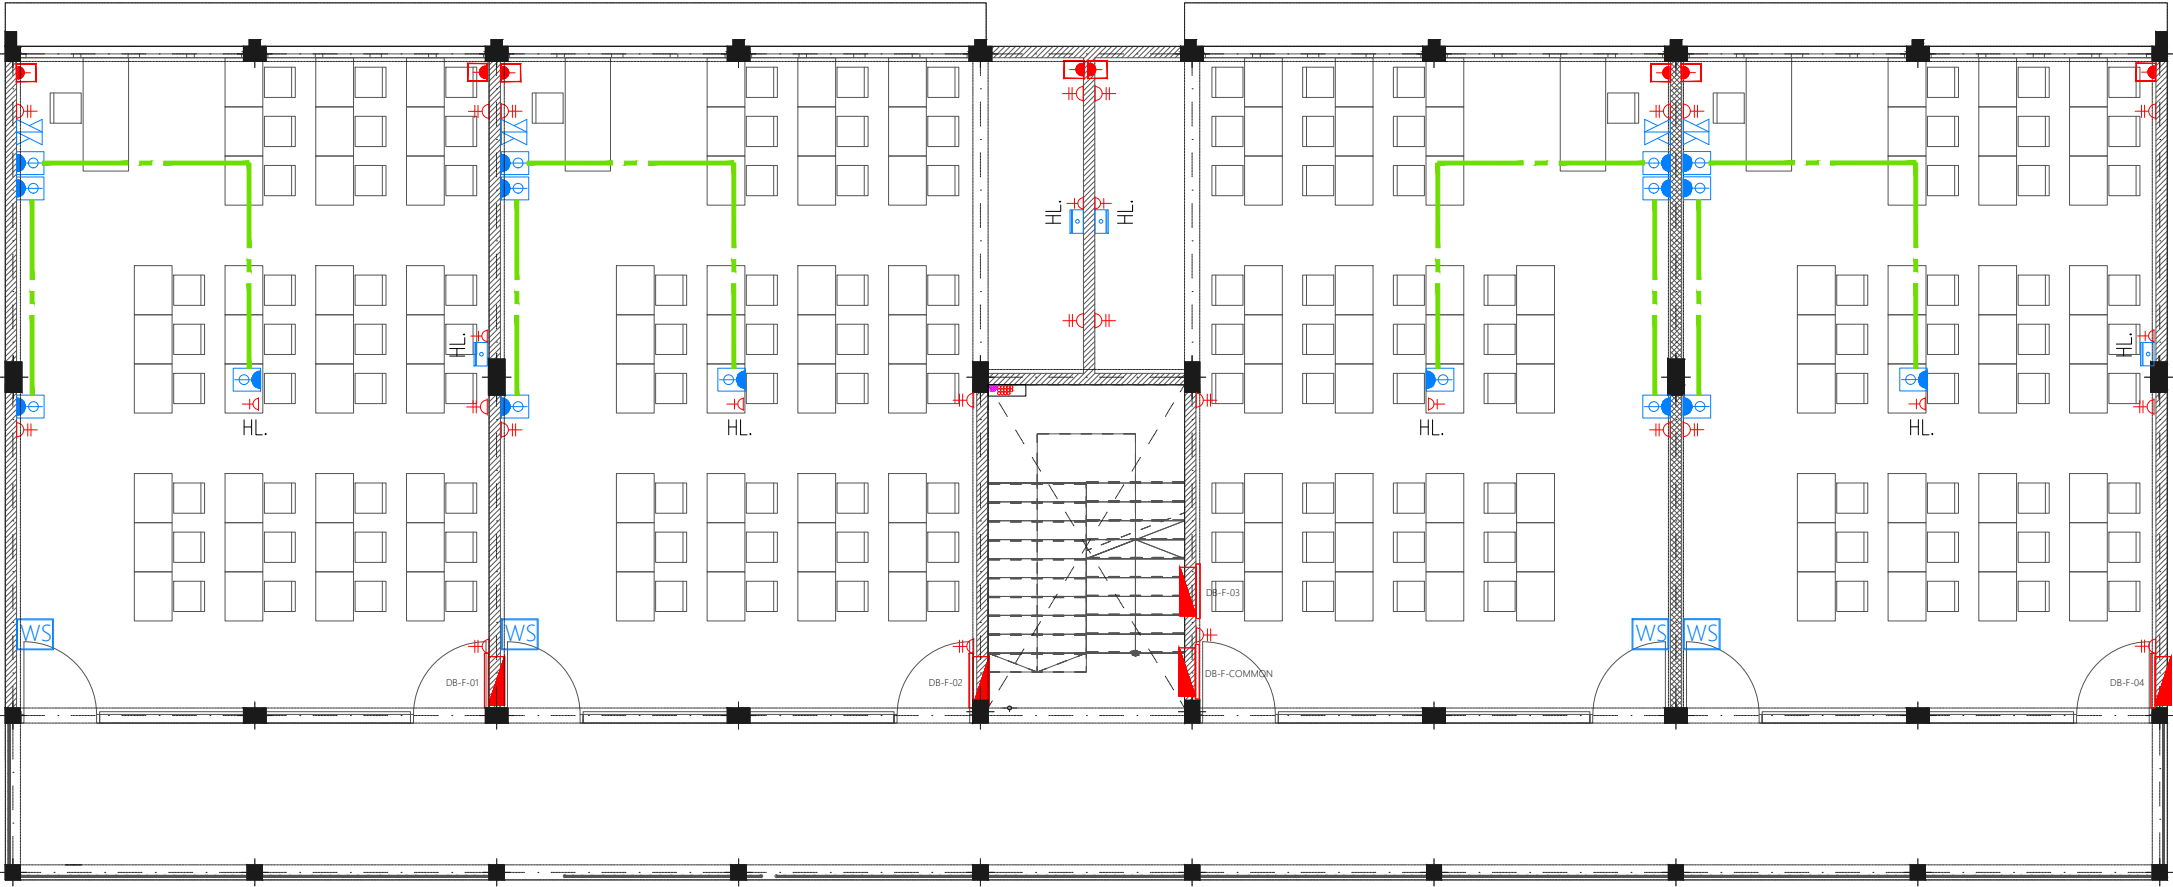 HL.
HL.
HL.
HL.
HL.
HL.
HL.
HL.
DB-F-03
WS
WS
WS
WS
DB-F-COMMON
DB-F-01
DB-F-02
DB-F-04